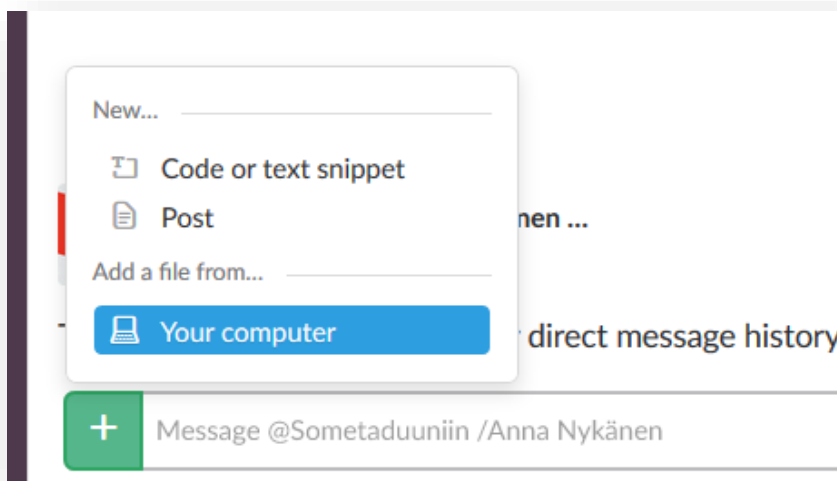 New...
Code or text snippet
Post
nen ...
Add a file from...
Your computer
direct message history
+ Message @Sometaduuniin /Anna Nykänen